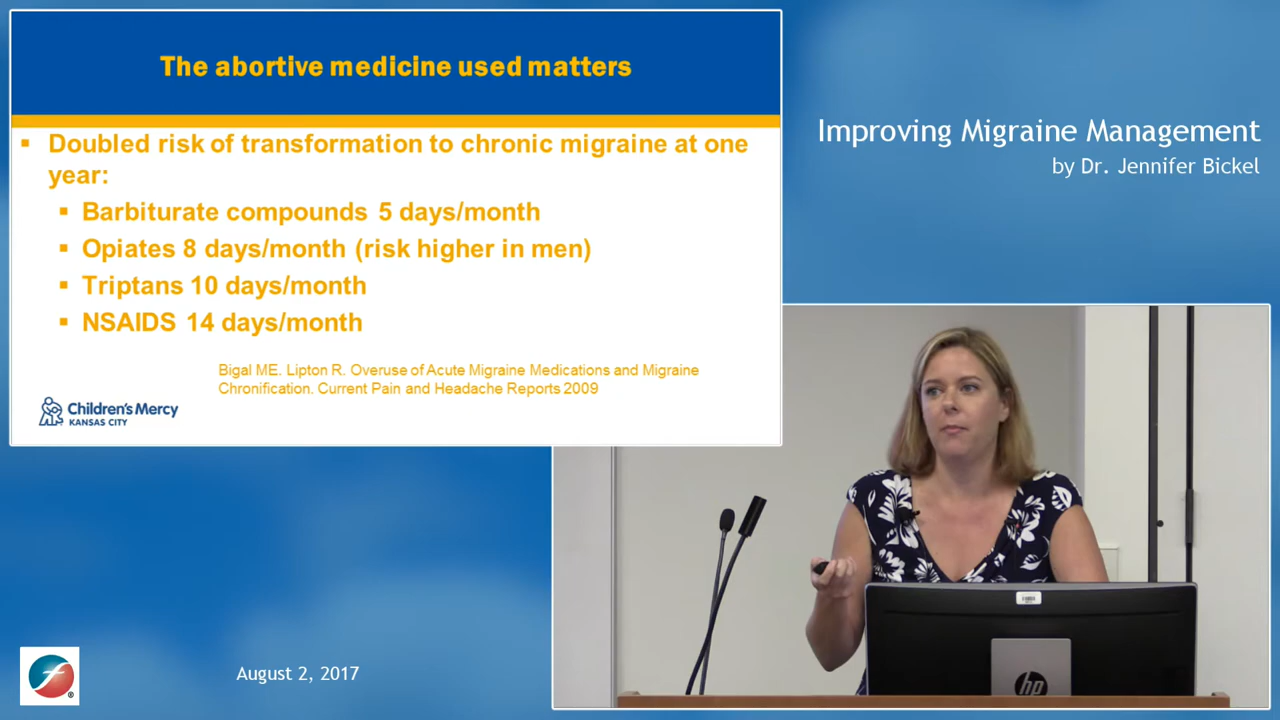 The abortive medicine used matters
▪ Doubled risk of transformation to chronic migraine at one
year:
▪ Barbiturate compounds 5 days/month
▪ Opiates 8 days/month (risk higher in men)
▪ Triptans 10 days/month
▪ NSAIDS 14 days/month
Bigal ME. Lipton R. Overuse of Acute Migraine Medications and Migraine
Chronification. Current Pain and Headache Reports 2009
Children's Mercy
KANSAS CITY
Improving Migraine Management
by Dr. Jennifer Bickel
hp
August 2, 2017
®